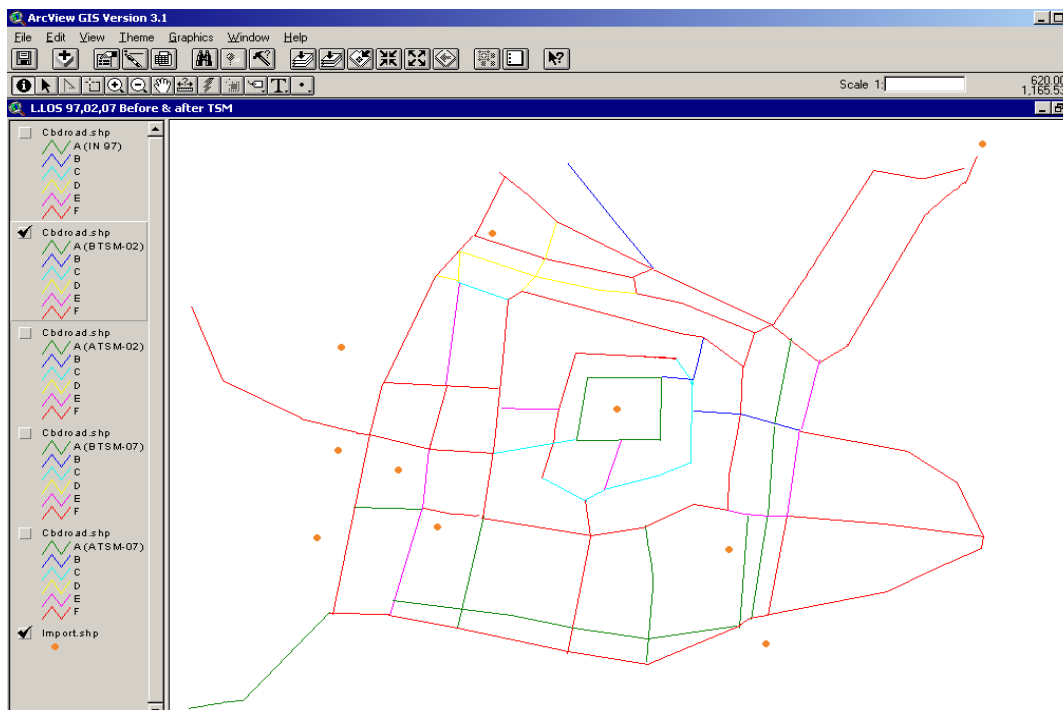 ArcView GIS Version 3.1
File Edit View Theme Graphics Window Help
Scale 1:
620.00
1,165.53
L.LOS 97,02,07 Before & after TSM
Cbdroad.shp
A (IN 97)
B
C
D
E
F
Cbdroad.shp
A (BTSM-02)
B
C
D
E
F
Cbdroad.shp
A (ATSM-02)
B
C
D
E
F
Cbdroad.shp
A (BTSM-07)
B
C
D
E
F
Cbdroad.shp
A (ATSM-07)
B
C
D
E
F
Import.shp